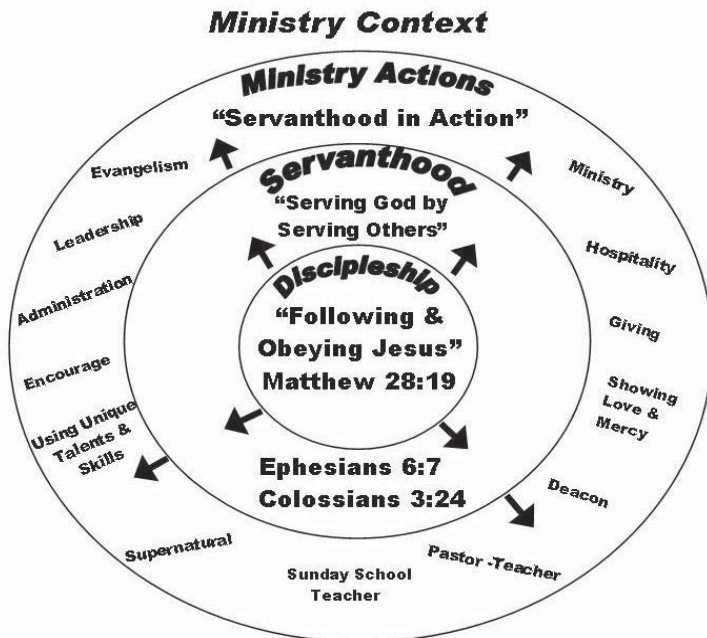 Ministry Context
Ministry Actions
“Servanthood in Action”
Servanthood
“Serving God by
Serving Others”
Discipleship
“Following &
Obeying Jesus”
Matthew 28:19
Ephesians 6:7
Colossians 3:24
Evangelism
Leadership
Administration
Encourage
Using Unique
Talents &
Skills
Supernatural
Sunday School
Teacher
Pastor -Teacher
Deacon
Showing
Love &
Mercy
Giving
Hospitality
Ministry